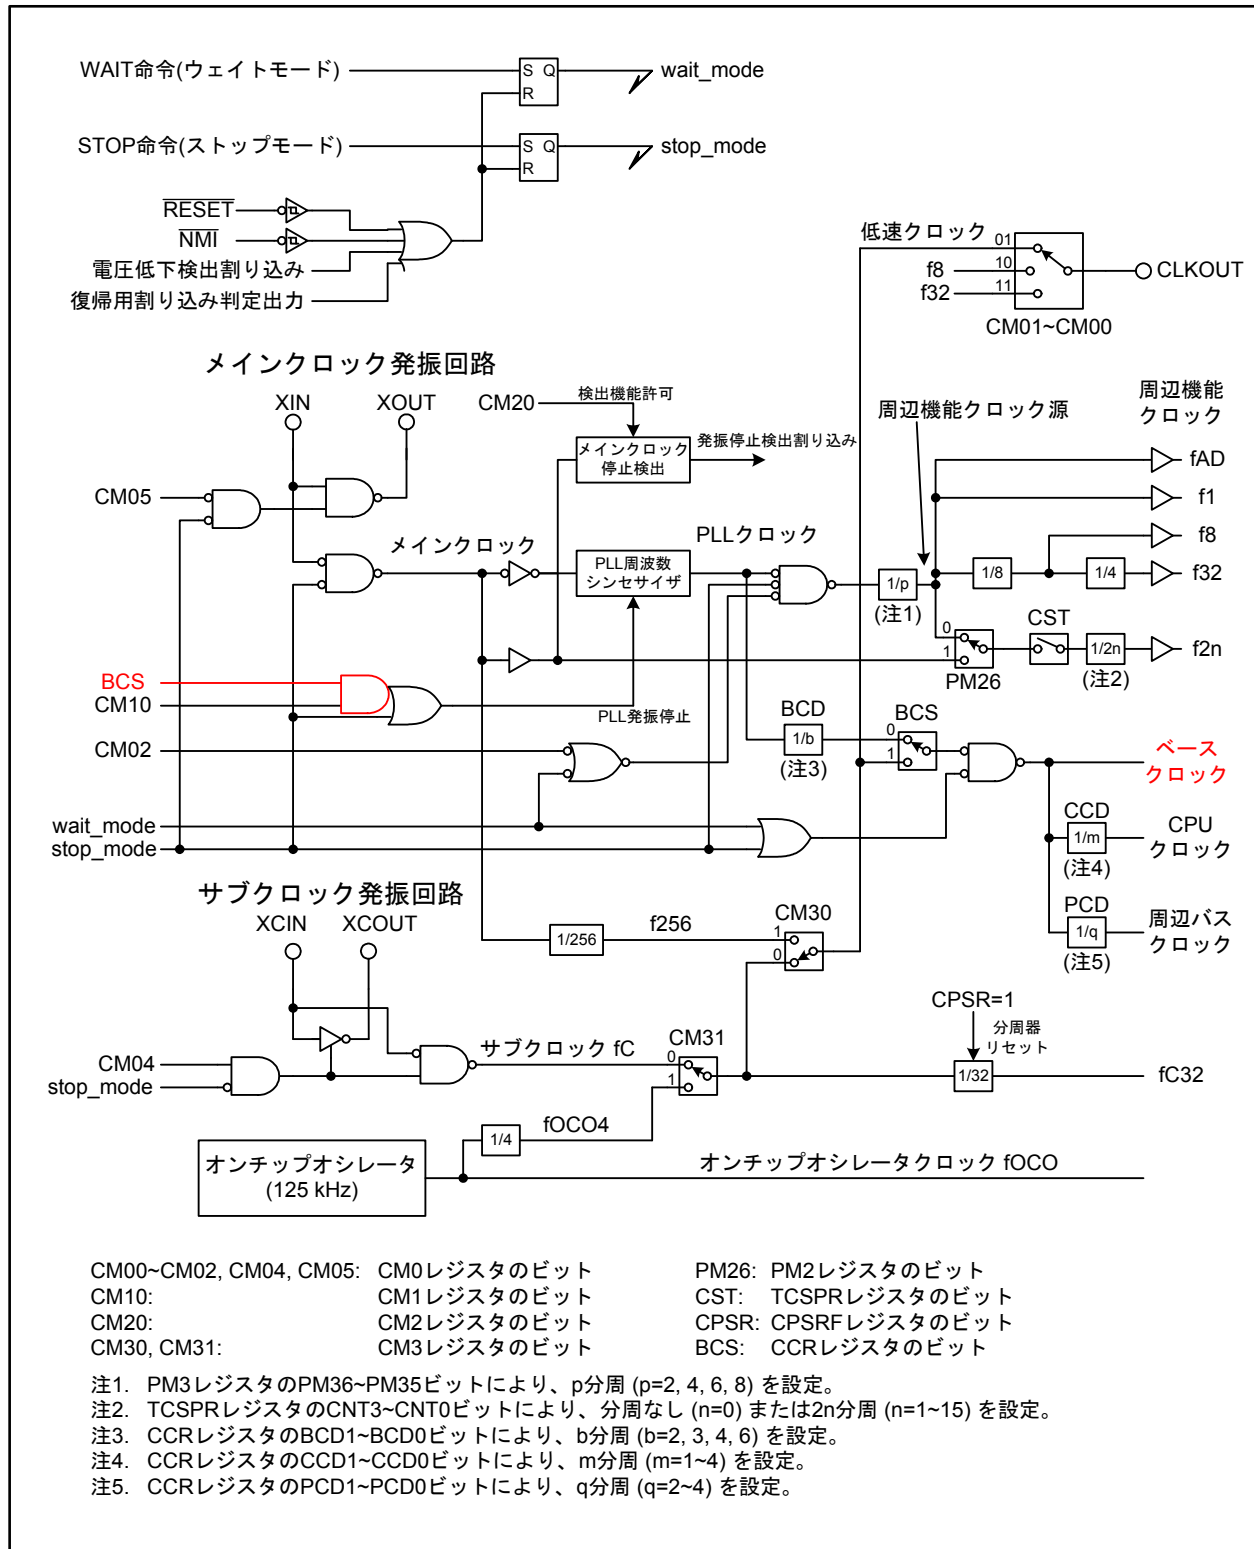 WAIT命令(ウェイトモード)
S Q
R
wait_mode
STOP命令(ストップモード)
S Q
R
stop_mode
RESET
NMI
電圧低下検出割り込み
復帰用割り込み判定出力
低速クロック
01
f8
10
f32
11
CLKOUT
CM01~CM00
メインクロック発振回路
XIN
XOUT
CM20
検出機能許可
メインクロック
停止検出
発振停止検出割り込み
周辺機能クロック源
周辺機能
クロック
fAD
f1
f8
f32
f2n
CM05
メインクロック
PLL周波数
シンセサイザ
PLLクロック
1/p
(注1)
1/8
1/4
0
1
PM26
CST
1/2n
(注2)
BCS
CM10
PLL発振停止
CM02
BCD
1/b
(注3)
BCS
0
1
ベース
クロック
wait_mode
stop_mode
CCD
1/m
(注4)
CPU
クロック
PCD
1/q
(注5)
周辺バス
クロック
サブクロック発振回路
XCIN
XCOUT
1/256
f256
CM30
1
0
CPSR=1
分周器
リセット
CM04
stop_mode
サブクロック fC
CM31
0
1
1/32
fC32
1/4
fOCO4
オンチップオシレータ
(125 kHz)
オンチップオシレータクロック fOCO
CM00~CM02, CM04, CM05: CM0レジスタのビット
CM10: CM1レジスタのビット
CM20: CM2レジスタのビット
CM30, CM31: CM3レジスタのビット
PM26: PM2レジスタのビット
CST: TCSPRレジスタのビット
CPSR: CPSRFレジスタのビット
BCS: CCRレジスタのビット
注1. PM3レジスタのPM36~PM35ビットにより、p分周 (p=2, 4, 6, 8) を設定。
注2. TCSPRレジスタのCNT3~CNT0ビットにより、分周なし (n=0) または2n分周 (n=1~15) を設定。
注3. CCRレジスタのBCD1~BCD0ビットにより、b分周 (b=2, 3, 4, 6) を設定。
注4. CCRレジスタのCCD1~CCD0ビットにより、m分周 (m=1~4) を設定。
注5. CCRレジスタのPCD1~PCD0ビットにより、q分周 (q=2~4) を設定。